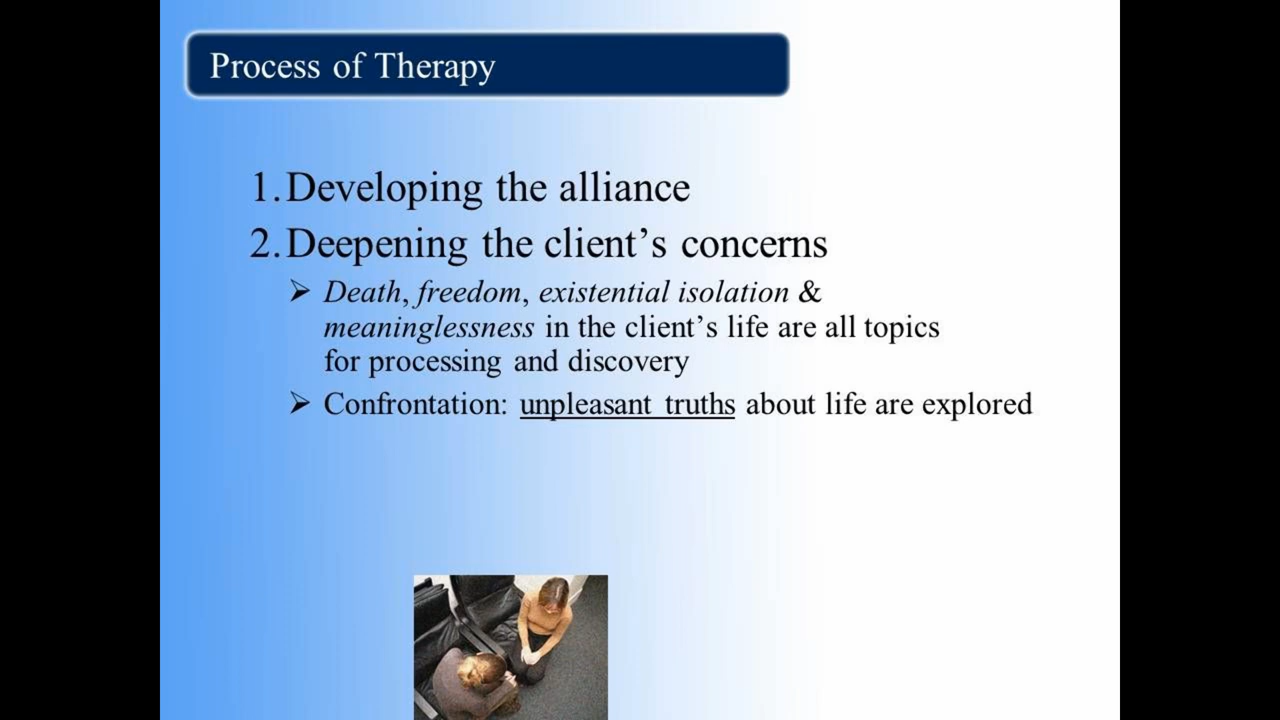 Process of Therapy
1.Developing the alliance
2.Deepening the client’s concerns
➢ Death, freedom, existential isolation &
meaninglessness in the client’s life are all topics
for processing and discovery
➢ Confrontation: unpleasant truths about life are explored